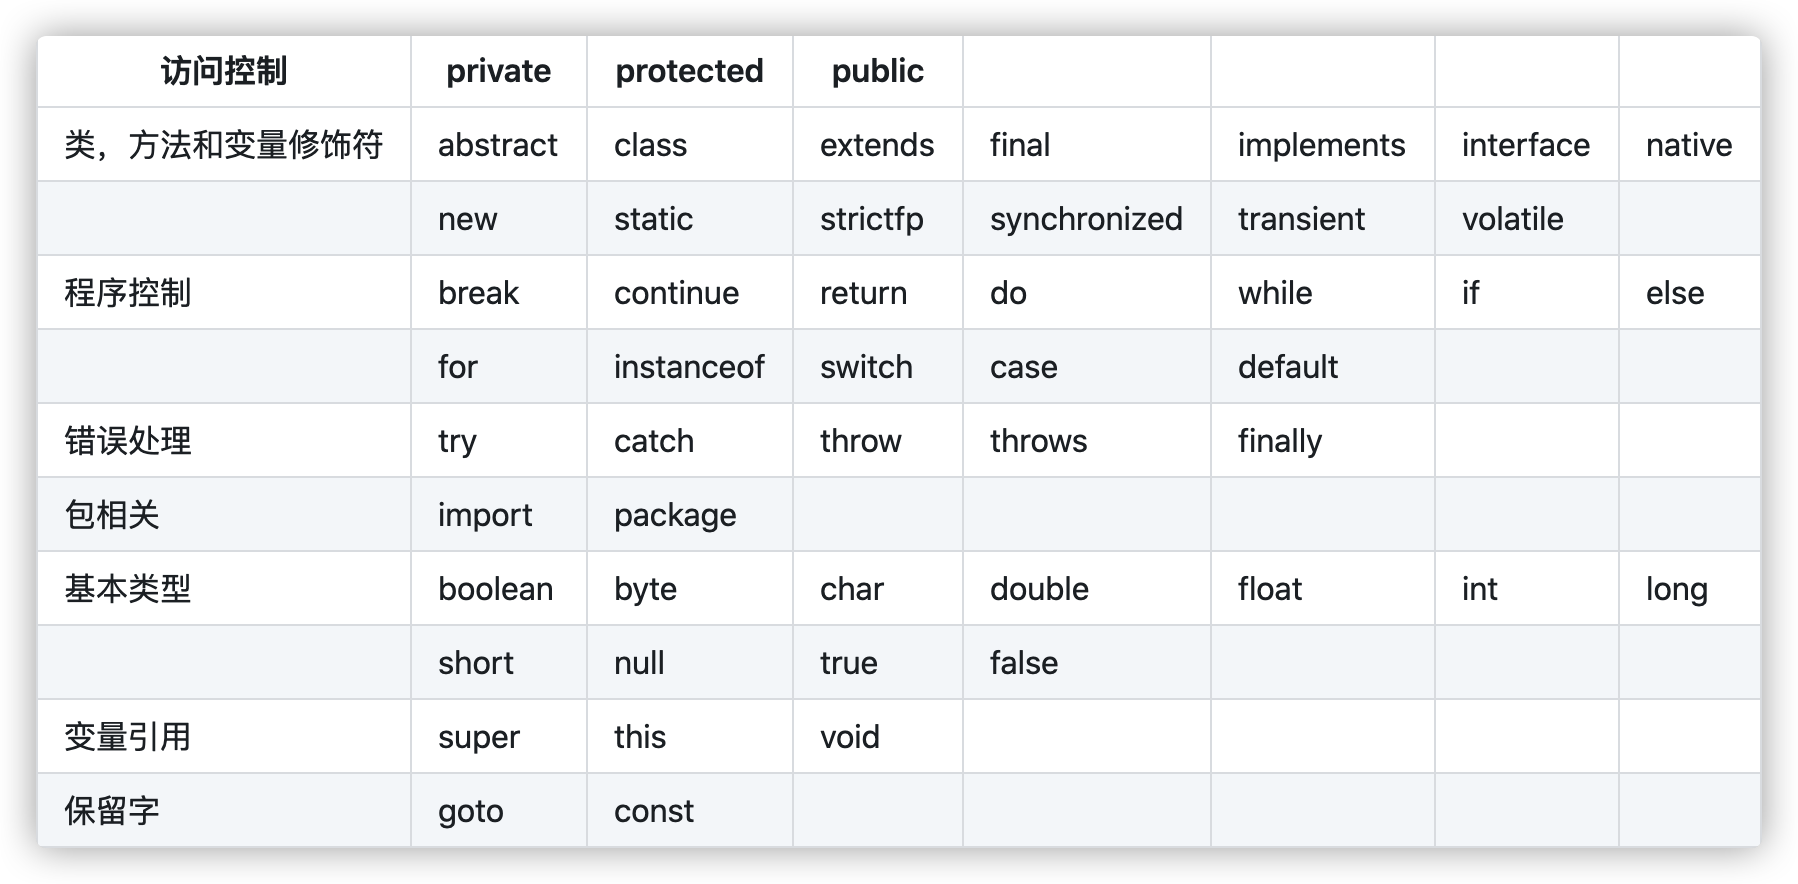 访问控制 private protected public
类，方法和变量修饰符 abstract class extends final implements interface native
new static strictfp synchronized transient volatile
程序控制 break continue return do while if else
for instanceof switch case default
错误处理 try catch throw throws finally
包相关 import package
基本类型 boolean byte char double float int long
short null true false
变量引用 super this void
保留字 goto const